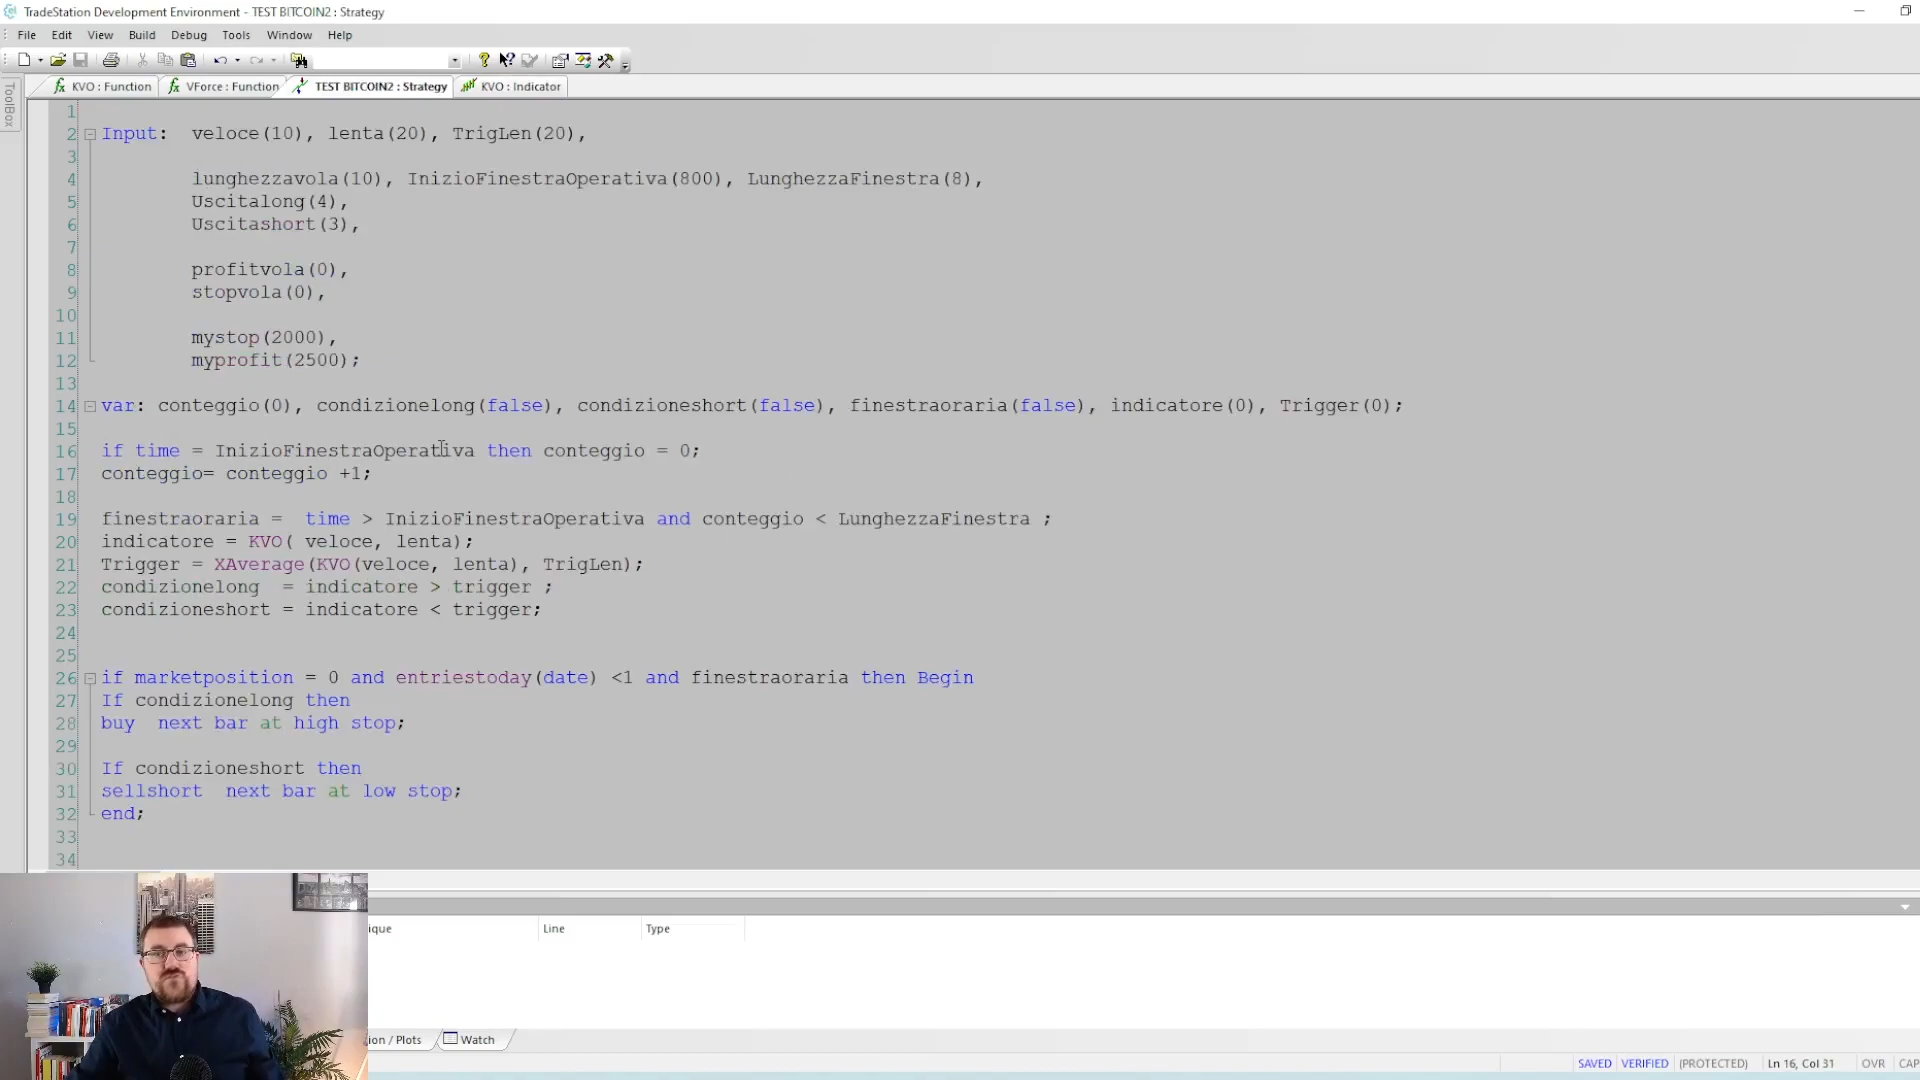 TradeStation Development Environment - TEST BITCOIN2 : Strategy
File Edit View Build Debug Tools Window Help
ToolBox
KVO : Function VForce : Function TEST BITCOIN2 : Strategy KVO : Indicator
1
2 Input: veloce(10), lenta(20), TrigLen(20),
3
4 lunghezzavola(10), InizioFinestraOperativa(800), LunghezzaFinestra(8),
5 Uscitalong(4),
6 Uscitashort(3),
7
8 profitvola(0),
9 stopvola(0),
10
11 mystop(2000),
12 myprofit(2500);
13
14 var: conteggio(0), condizionelong(false), condizioneshort(false), finestraoraria(false), indicatore(0), Trigger(0);
15
16 if time = InizioFinestraOperativa then conteggio = 0;
17 conteggio= conteggio +1;
18
19 finestraoraria = time > InizioFinestraOperativa and conteggio < LunghezzaFinestra ;
20 indicatore = KVO( veloce, lenta);
21 Trigger = XAverage(KVO(veloce, lenta), TrigLen);
22 condizionelong = indicatore > trigger ;
23 condizioneshort = indicatore < trigger;
24
25
26 if marketposition = 0 and entriestoday(date) <1 and finestraoraria then Begin
27 If condizionelong then
28 buy next bar at high stop;
29
30 If condizioneshort then
31 sellshort next bar at low stop;
32 end;
33
34
ique Line Type
ion / Plots Watch
SAVED VERIFIED (PROTECTED) Ln 16, Col 31 OVR CAP